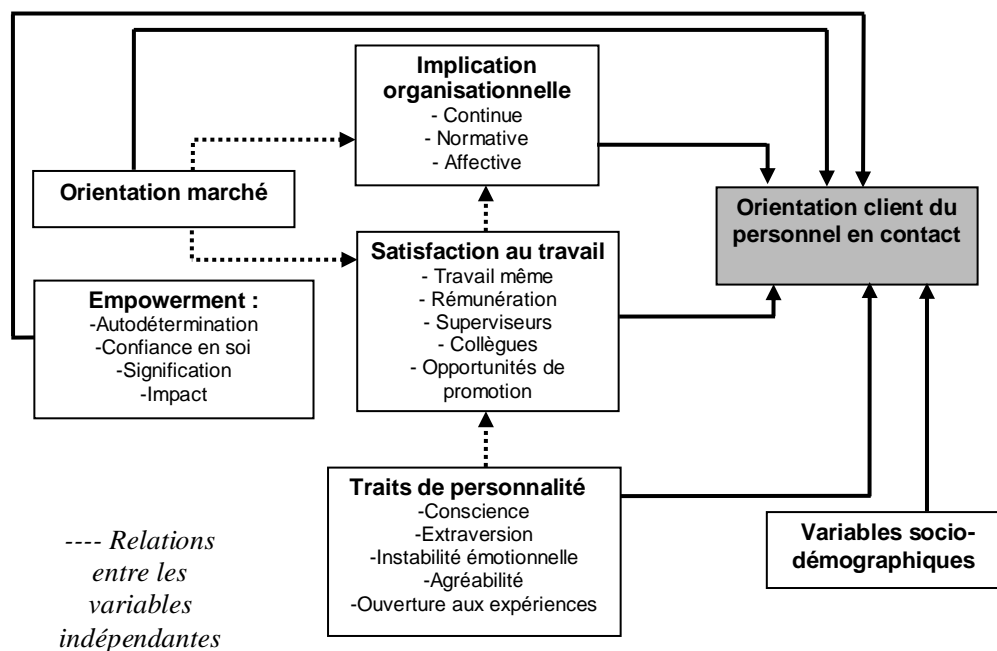 Implication
organisationnelle
- Continue
- Normative
- Affective
Orientation marché
Orientation client du
personnel en contact
Satisfaction au travail
- Travail même
- Rémunération
- Superviseurs
- Collègues
- Opportunités de
promotion
Empowerment :
-Autodétermination
-Confiance en soi
-Signification
-Impact
Traits de personnalité
-Conscience
-Extraversion
-Instabilité émotionnelle
-Agréabilité
-Ouverture aux expériences
Variables socio-
démographiques
---- Relations
entre les
variables
indépendantes